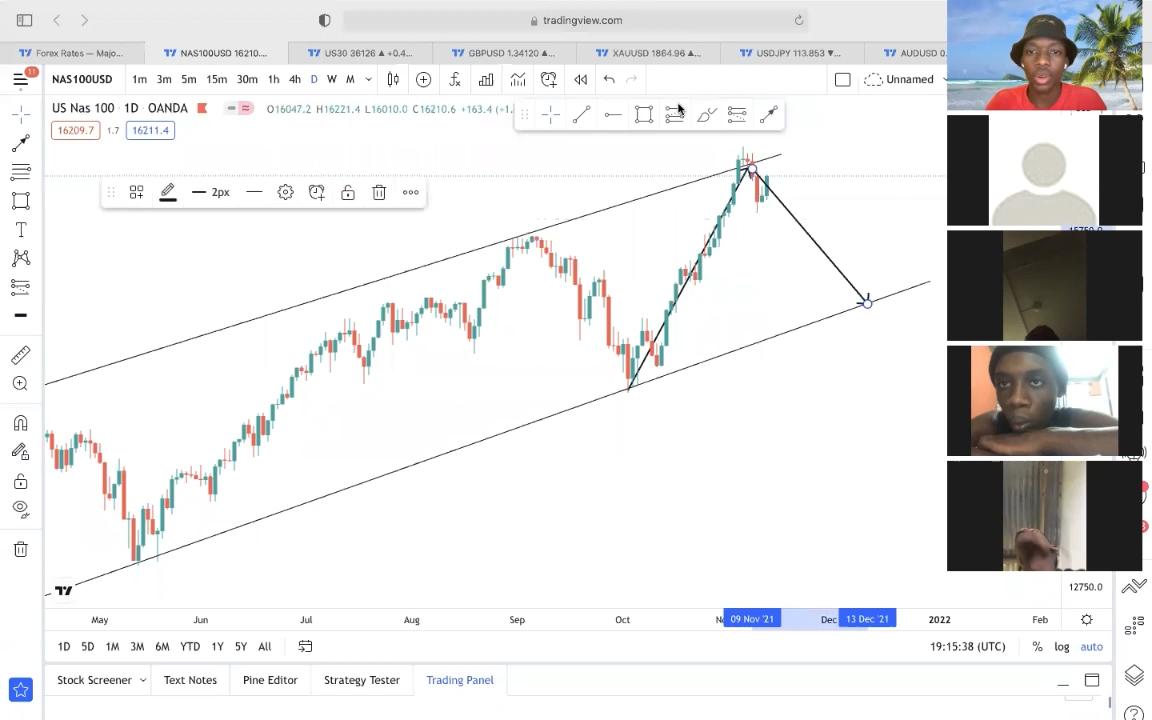 tradingview.com
Forex Rates — Majo...
NAS100USD 16210....
US30 36126 ▲ +0.4...
GBPUSD 1.34120 ▲...
XAUUSD 1864.96 ▲...
USDJPY 113.853 ▼...
AUDUSD 0.
11
NAS100USD 1m 3m 5m 15m 30m 1h 4h D W M
Unnamed
US Nas 100 · 1D · OANDA O16047.2 H16221.4 L16010.0 C16210.6 +163.4 (+1.
16209.7 1.7 16211.4
2px
12750.0
May Jun Jul Aug Sep Oct 09 Nov '21 Dec 13 Dec '21 2022 Feb
1D 5D 1M 3M 6M YTD 1Y 5Y All 19:15:38 (UTC) % log auto
Stock Screener Text Notes Pine Editor Strategy Tester Trading Panel